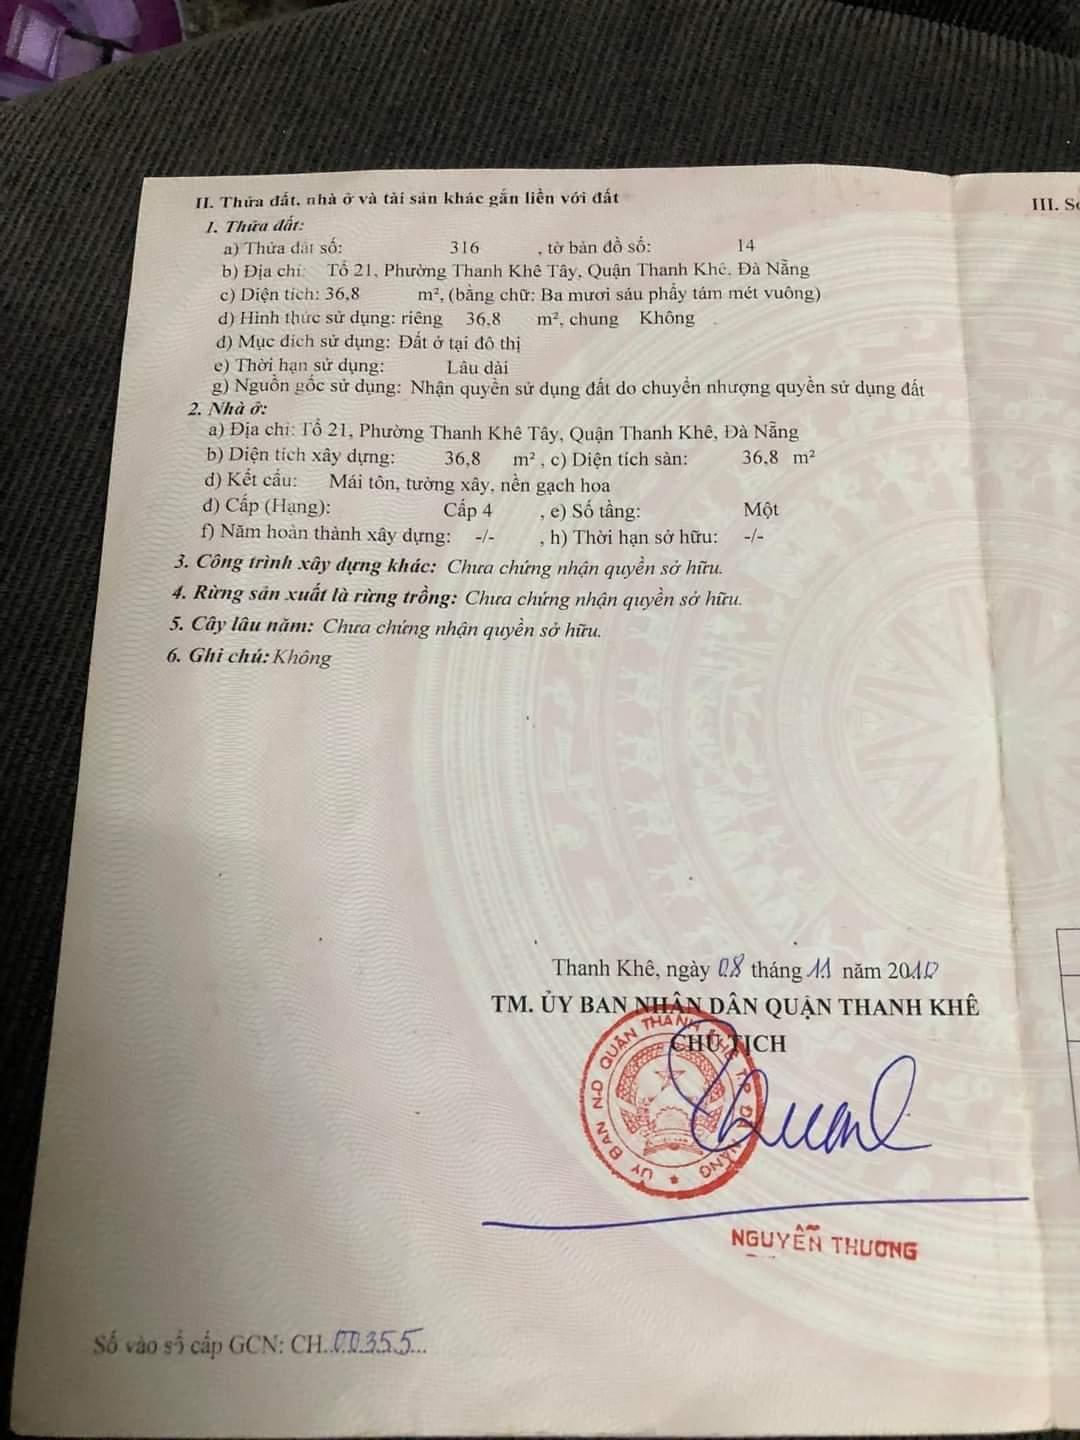 II. Thửa đất, nhà ở và tài sản khác gắn liền với đất
III. Sơ
1. Thửa đất:
a) Thửa đất số: 316 , tờ bản đồ số: 14
b) Địa chỉ: Tổ 21, Phường Thanh Khê Tây, Quận Thanh Khê, Đà Nẵng
c) Diện tích: 36,8 m², (bằng chữ: Ba mươi sáu phẩy tám mét vuông)
d) Hình thức sử dụng: riêng 36,8 m², chung Không
đ) Mục đích sử dụng: Đất ở tại đô thị
e) Thời hạn sử dụng: Lâu dài
g) Nguồn gốc sử dụng: Nhận quyền sử dụng đất do chuyển nhượng quyền sử dụng đất
2. Nhà ở:
a) Địa chỉ: Tổ 21, Phường Thanh Khê Tây, Quận Thanh Khê, Đà Nẵng
b) Diện tích xây dựng: 36,8 m² , c) Diện tích sàn: 36,8 m²
d) Kết cấu: Mái tôn, tường xây, nền gạch hoa
đ) Cấp (Hạng): Cấp 4 , e) Số tầng: Một
f) Năm hoàn thành xây dựng: -/- , h) Thời hạn sở hữu: -/-
3. Công trình xây dựng khác: Chưa chứng nhận quyền sở hữu.
4. Rừng sản xuất là rừng trồng: Chưa chứng nhận quyền sở hữu.
5. Cây lâu năm: Chưa chứng nhận quyền sở hữu.
6. Ghi chú: Không
Thanh Khê, ngày 08 tháng 11 năm 2010
TM. ỦY BAN NHÂN DÂN QUẬN THANH KHÊ
CHỦ TỊCH
ỦY BAN N.D QUẬN THANH KHÊ T.P ĐÀ NẴNG
NGUYỄN THƯƠNG
Số vào sổ cấp GCN: CH..00355...